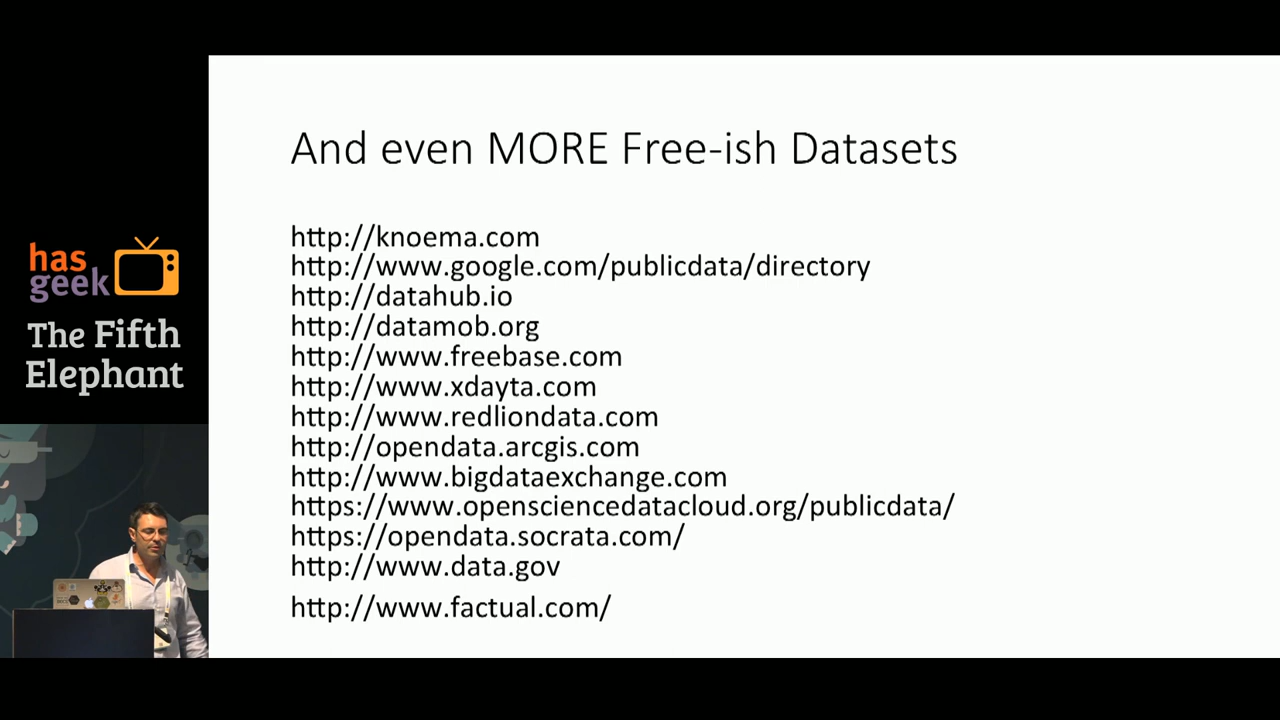 And even MORE Free-ish Datasets
http://knoema.com
http://www.google.com/publicdata/directory
http://datahub.io
http://datamob.org
http://www.freebase.com
http://www.xdayta.com
http://www.redliondata.com
http://opendata.arcgis.com
http://www.bigdataexchange.com
https://www.opensciencedatacloud.org/publicdata/
https://opendata.socrata.com/
http://www.data.gov
http://www.factual.com/
has
geek
The Fifth
Elephant